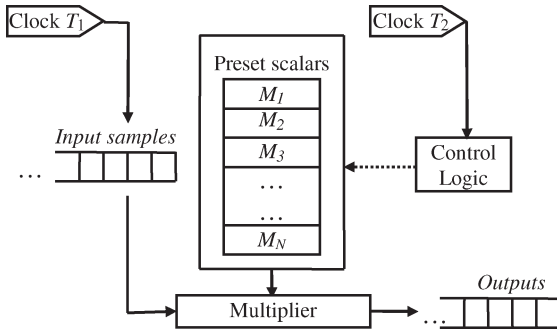 Clock T1
Clock T2
Preset scalars
M1
M2
M3
...
...
MN
Input samples
...
Control
Logic
Multiplier
Outputs
...